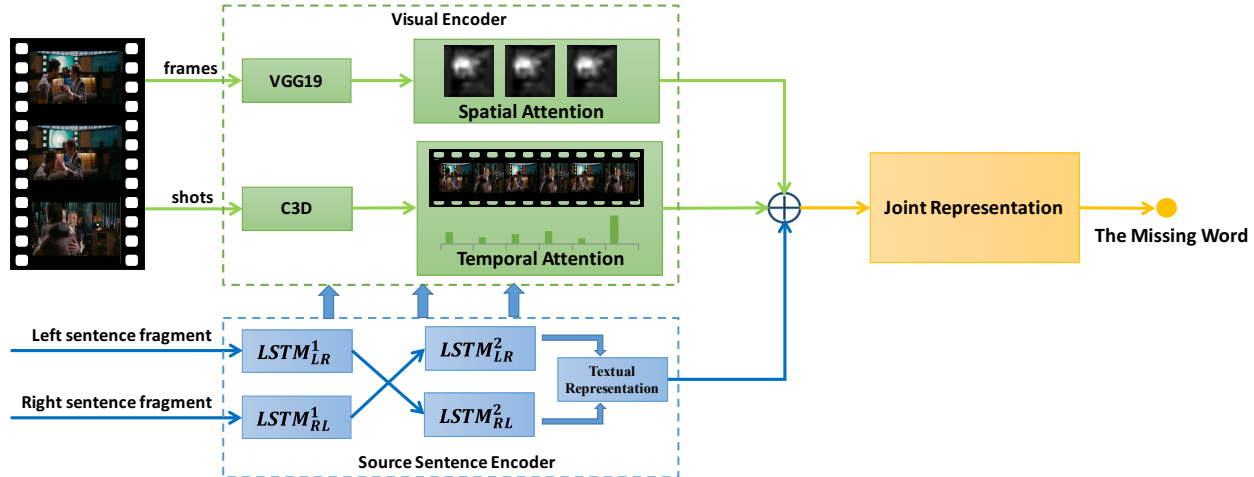 Visual Encoder
frames
VGG19
Spatial Attention
shots
C3D
Temporal Attention
Joint Representation
The Missing Word
Left sentence fragment
LSTM¹LR
LSTM²LR
Textual
Representation
Right sentence fragment
LSTM¹RL
LSTM²RL
Source Sentence Encoder